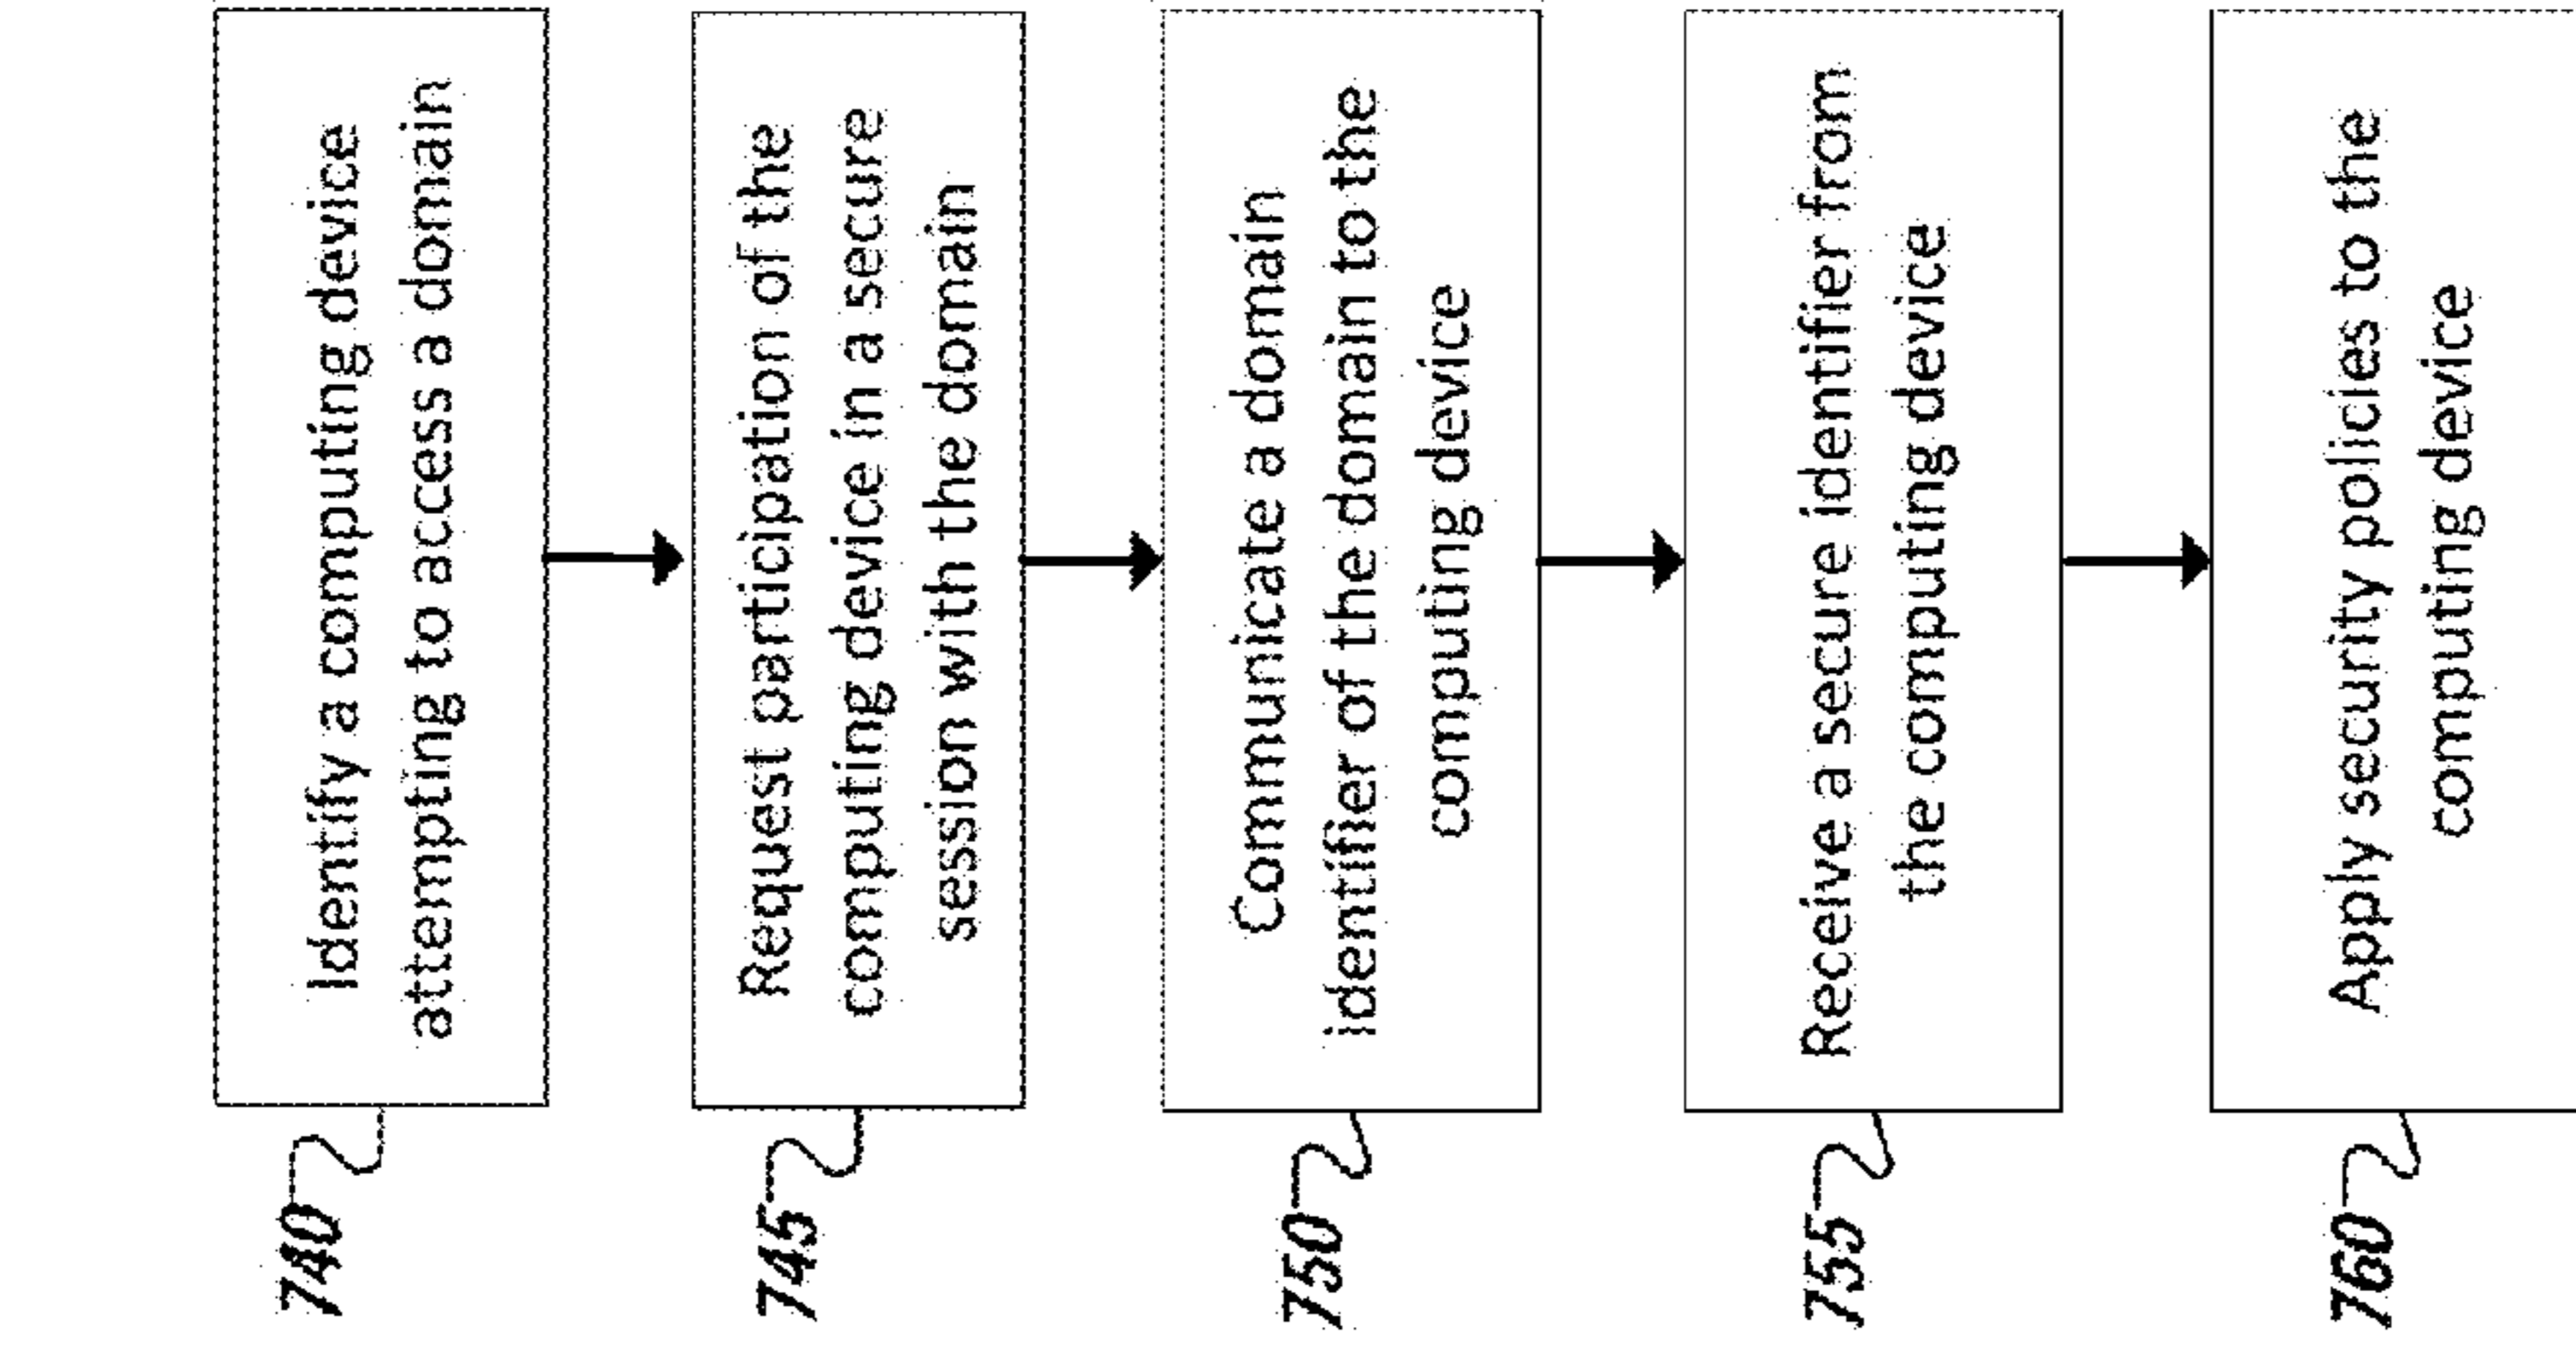 740
Identify a computing device
attempting to access a domain
745
Request participation of the
computing device in a secure
session with the domain
750
Communicate a domain
identifier of the domain to the
computing device
755
Receive a secure identifier from
the computing device
760
Apply security policies to the
computing device